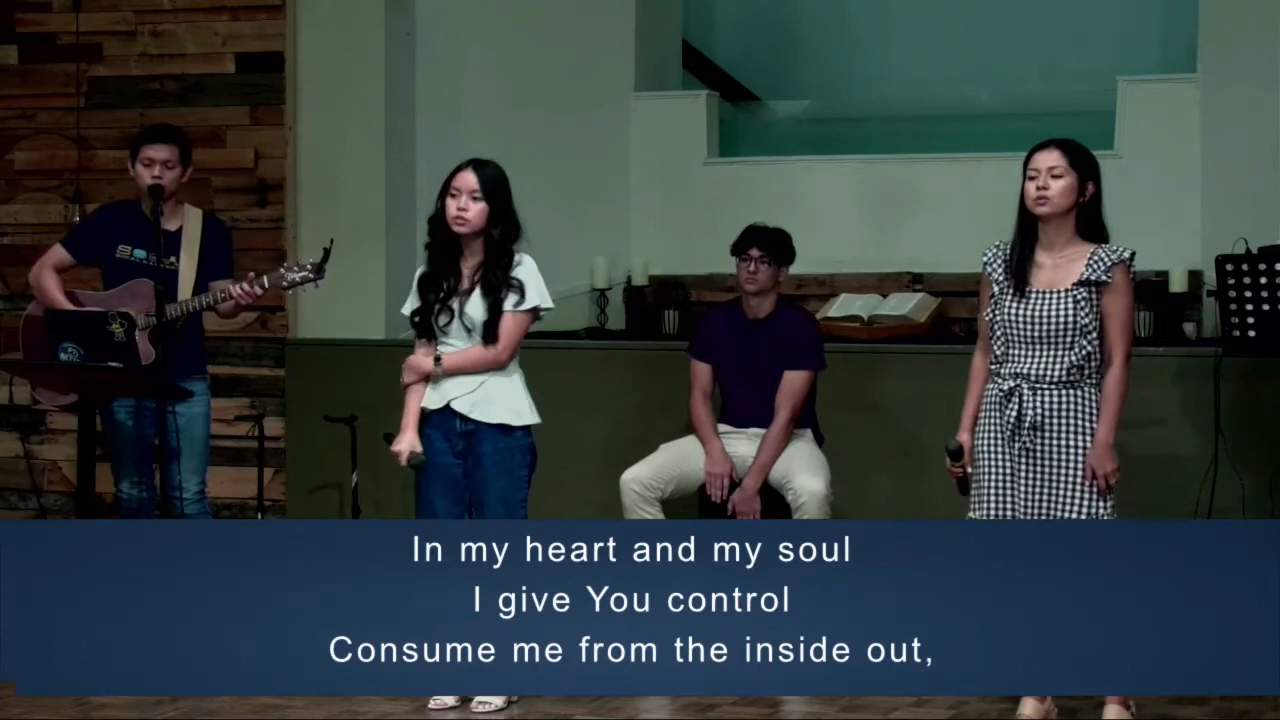 In my heart and my soul
I give You control
Consume me from the inside out,